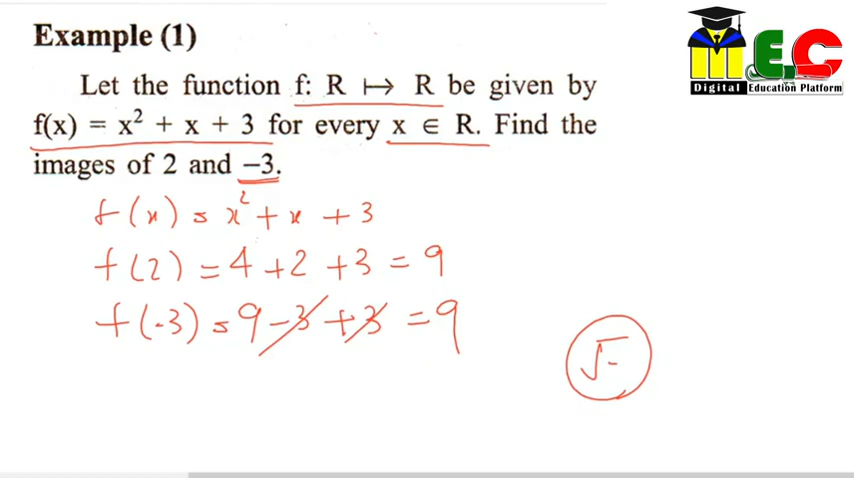 Example (1)
Let the function f: R ↦ R be given by
f(x) = x² + x + 3 for every x ∈ R. Find the
images of 2 and −3.
f(x) = x² + x + 3
f(2) = 4 + 2 + 3 = 9
f(-3) = 9 - 3 + 3 = 9
√-
MEC
Digital Education Platform